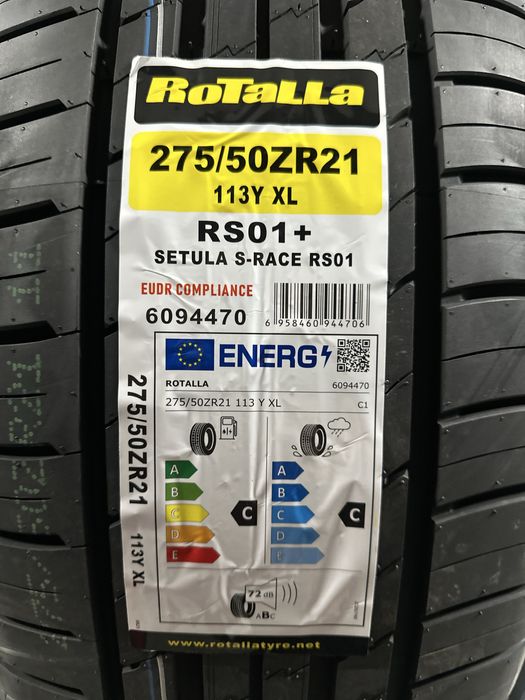 RoTaLLa
275/50ZR21
113Y XL
RS01+
SETULA S-RACE RS01
EUDR COMPLIANCE
6094470
6 958460 944706
ENERG
ROTALLA
6094470
275/50ZR21 113 Y XL
C1
A
B
C
D
E
C
A
B
C
D
E
C
72 dB
ABC
275/50ZR21
113Y XL
www.rotallatyre.net